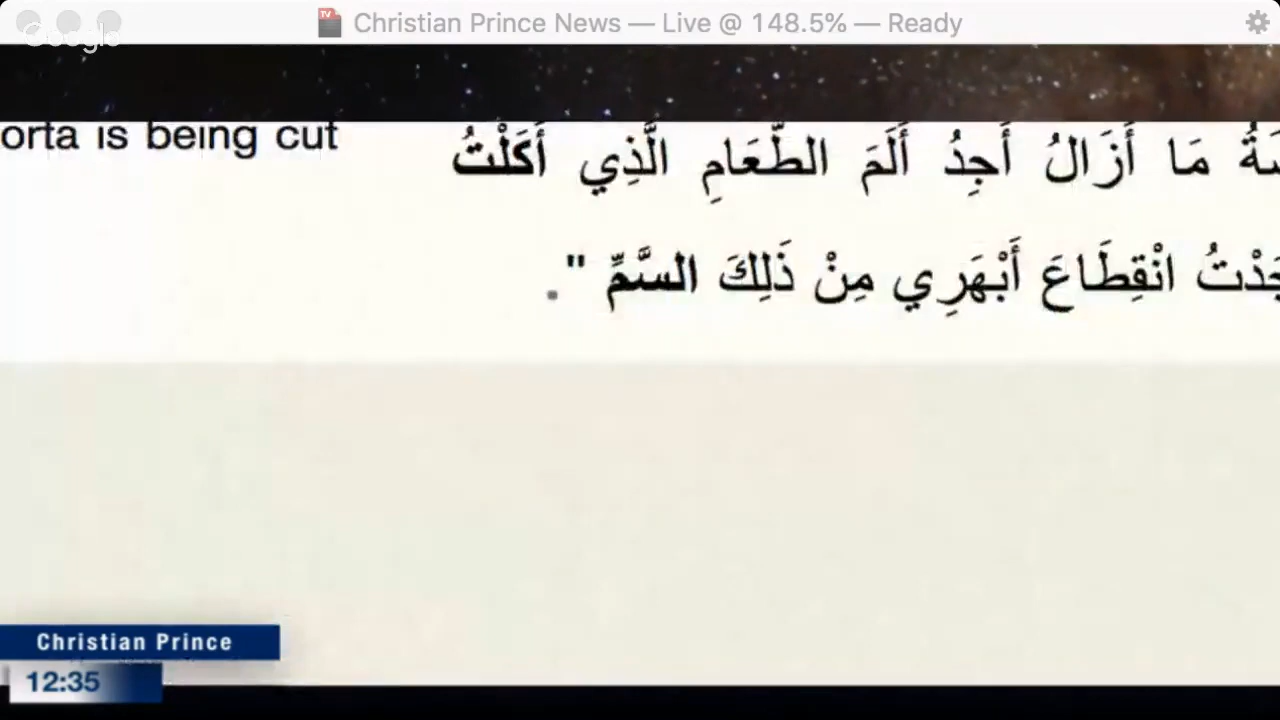 Google
Christian Prince News — Live @ 148.5% — Ready
orta is being cut
مَا أَزَالُ أَجِدُ أَلَمَ الطَّعَامِ الَّذِي أَكَلْتُ
انْقِطَاعَ أَبْهَرِي مِنْ ذَلِكَ السَّمِّ " .
Christian Prince
12:35